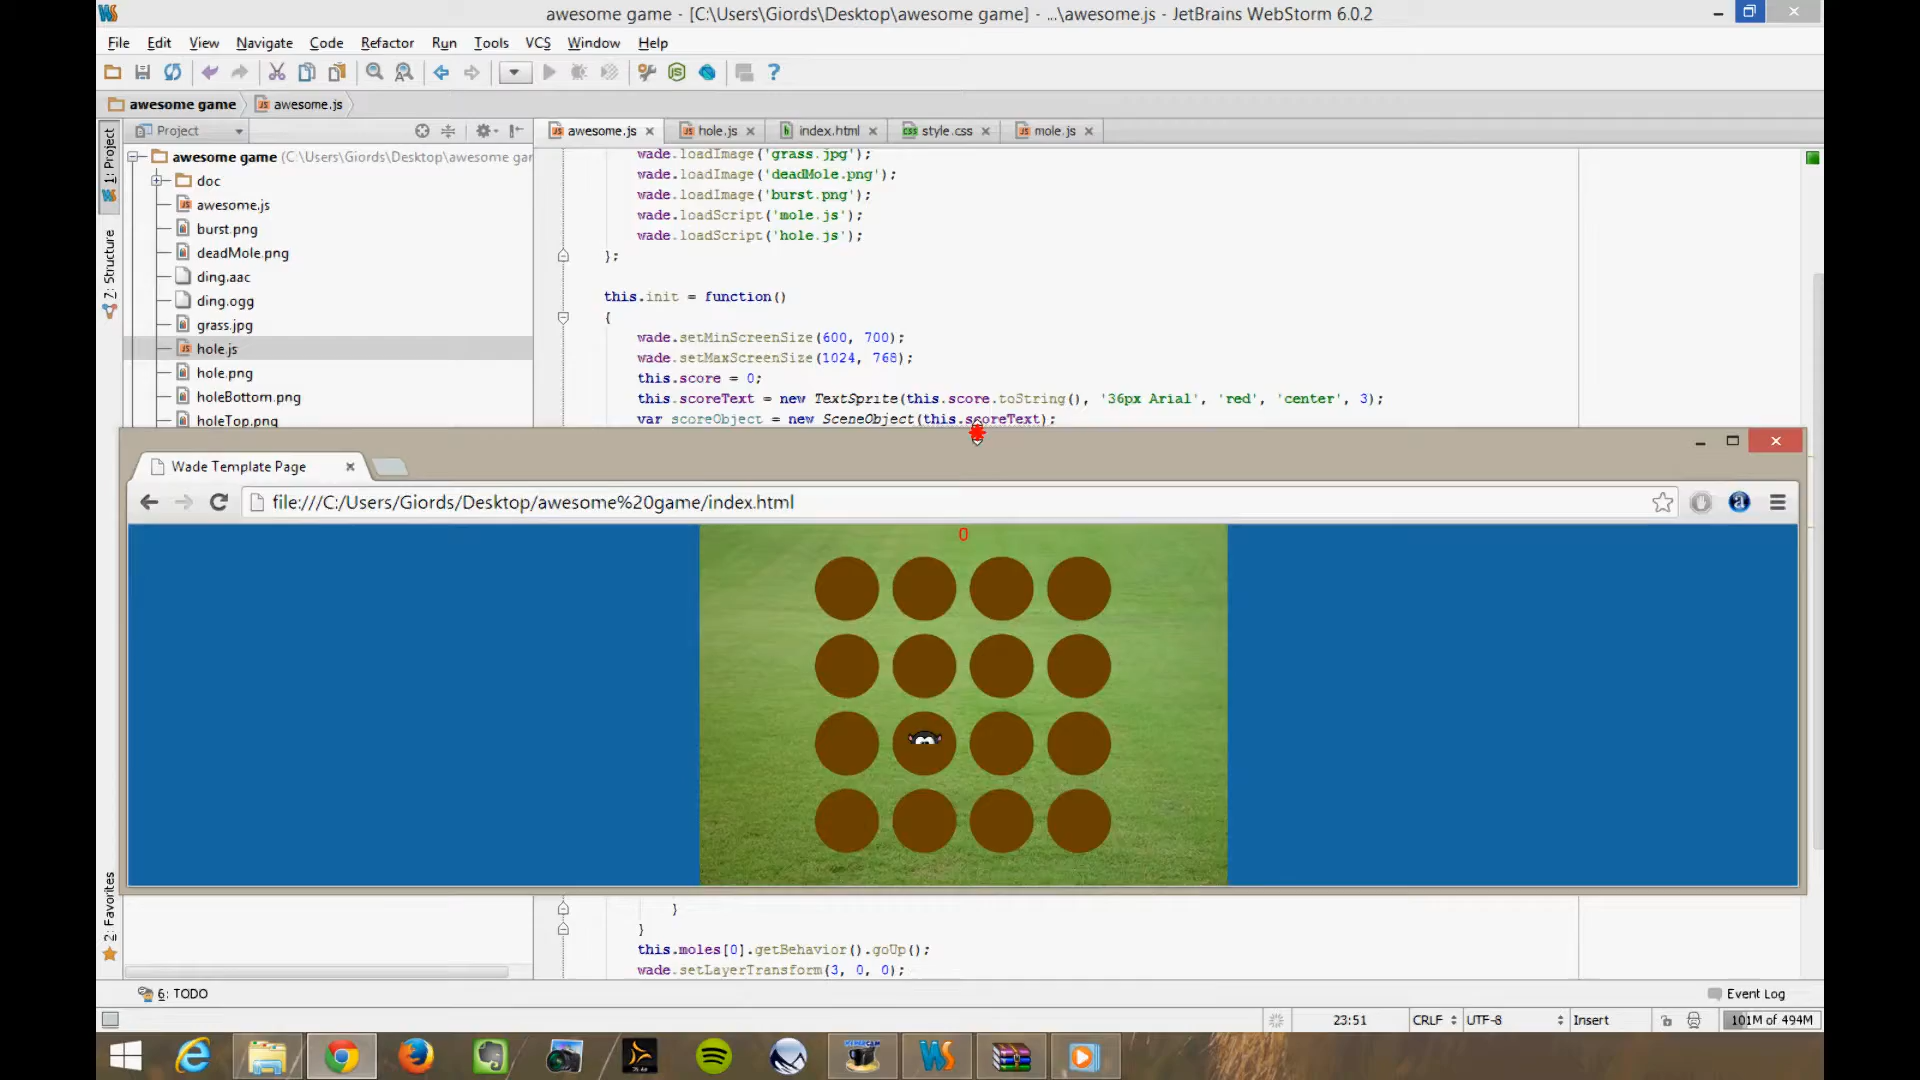 awesome game - [C:\Users\Giords\Desktop\awesome game] - ...\awesome.js - JetBrains WebStorm 6.0.2
File Edit View Navigate Code Refactor Run Tools VCS Window Help
awesome game awesome.js
1: Project
7: Structure
2: Favorites
Project
awesome game (C:\Users\Giords\Desktop\awesome gar
doc
awesome.js
burst.png
deadMole.png
ding.aac
ding.ogg
grass.jpg
hole.js
hole.png
holeBottom.png
holeTop.png
awesome.js hole.js index.html style.css mole.js
wade.loadImage('grass.jpg');
wade.loadImage('deadMole.png');
wade.loadImage('burst.png');
wade.loadScript('mole.js');
wade.loadScript('hole.js');
};
this.init = function()
{
wade.setMinScreenSize(600, 700);
wade.setMaxScreenSize(1024, 768);
this.score = 0;
this.scoreText = new TextSprite(this.score.toString(), '36px Arial', 'red', 'center', 3);
var scoreObject = new SceneObject(this.scoreText);
Wade Template Page
file:///C:/Users/Giords/Desktop/awesome%20game/index.html
0
}
}
this.moles[0].getBehavior().goUp();
wade.setLayerTransform(3, 0, 0);
6: TODO
Event Log
23:51 CRLF UTF-8 Insert 101M of 494M